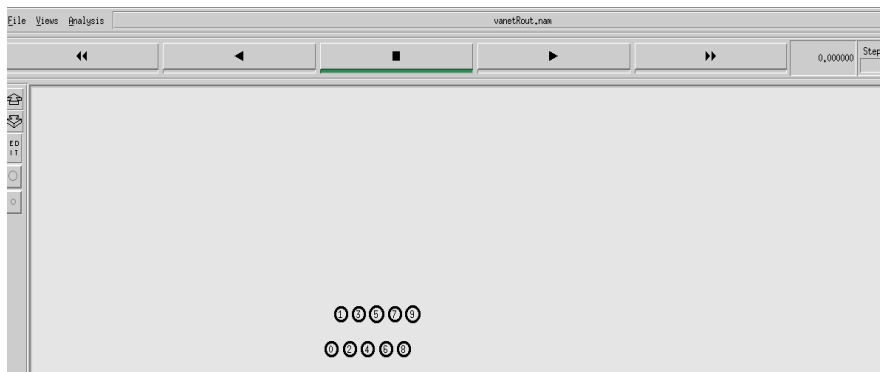 File Views Analysis vanetRout.nam
0.000000 Step
ED
IT
1 3 5 7 9
0 2 4 6 8